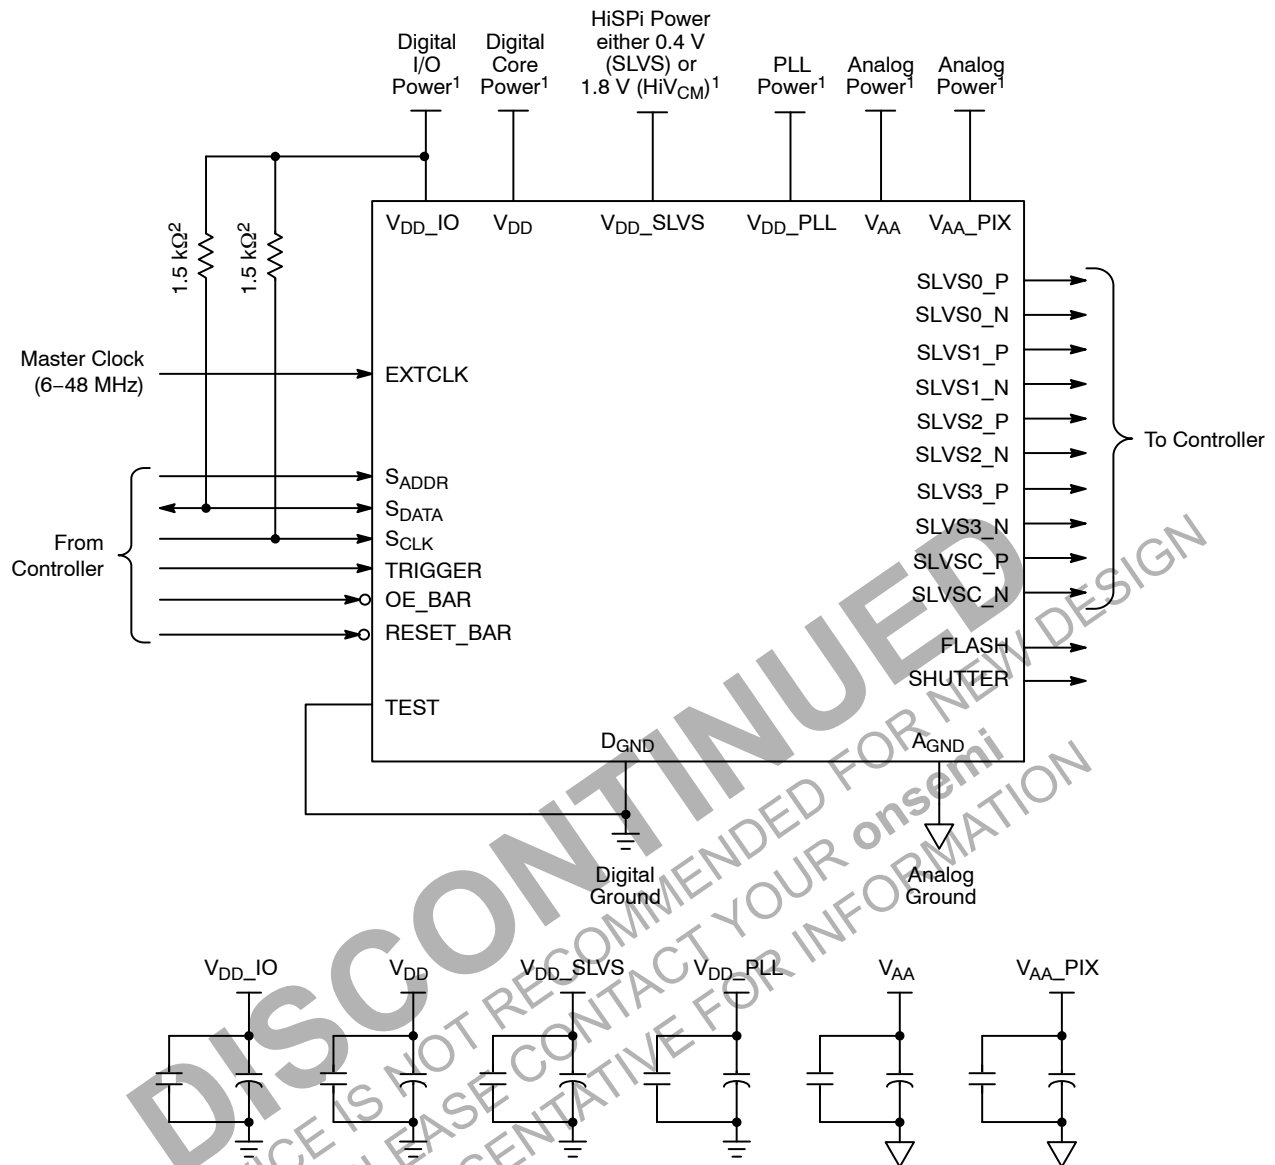 HiSPi Power
either 0.4 V
(SLVS) or
1.8 V (HiVCM)1
Digital
I/O
Power1
Digital
Core
Power1
PLL
Power1
Analog
Power1
Analog
Power1
VDD_IO
VDD
VDD_SLVS
VDD_PLL
VAA
VAA_PIX
1.5 kΩ2
1.5 kΩ2
Master Clock
(6–48 MHz)
EXTCLK
From
Controller
SADDR
SDATA
SCLK
TRIGGER
OE_BAR
RESET_BAR
TEST
SLVS0_P
SLVS0_N
SLVS1_P
SLVS1_N
SLVS2_P
SLVS2_N
SLVS3_P
SLVS3_N
SLVSC_P
SLVSC_N
To Controller
FLASH
SHUTTER
DGND
AGND
Digital
Ground
Analog
Ground
VDD_IO
VDD
VDD_SLVS
VDD_PLL
VAA
VAA_PIX
DISCONTINUED
IS NOT RECOMMENDED FOR NEW DESIGN
CONTACT YOUR onsemi
FOR INFORMATION